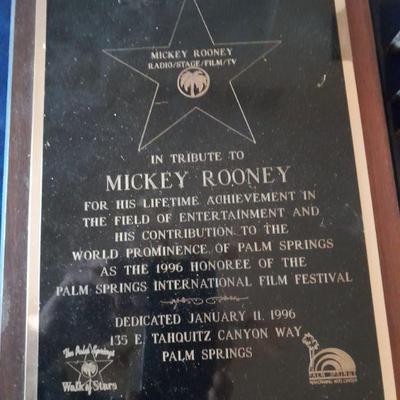 MICKEY ROONEY
RADIO/STAGE/FILM/TV
IN TRIBUTE TO
MICKEY ROONEY
FOR HIS LIFETIME ACHIEVEMENT IN
THE FIELD OF ENTERTAINMENT AND
HIS CONTRIBUTION TO THE
WORLD PROMINENCE OF PALM SPRINGS
AS THE 1996 HONOREE OF THE
PALM SPRINGS INTERNATIONAL FILM FESTIVAL
DEDICATED JANUARY 11, 1996
135 E. TAHQUITZ CANYON WAY
PALM SPRINGS
The Palm Springs
Walk of Stars
PALM SPRINGS
PERFORMING ARTS CENTER